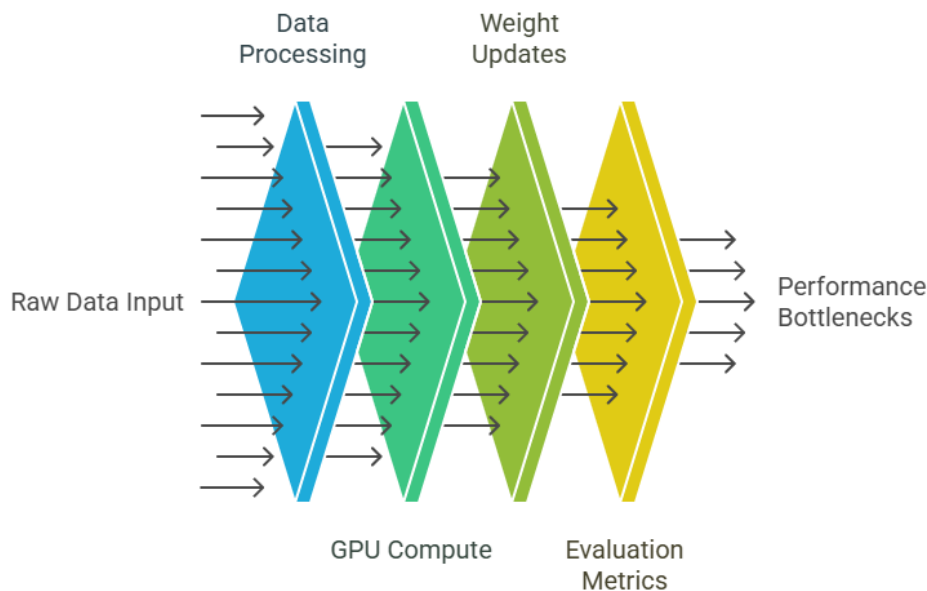 Data
Processing
Weight
Updates
Raw Data Input
Performance
Bottlenecks
GPU Compute
Evaluation
Metrics